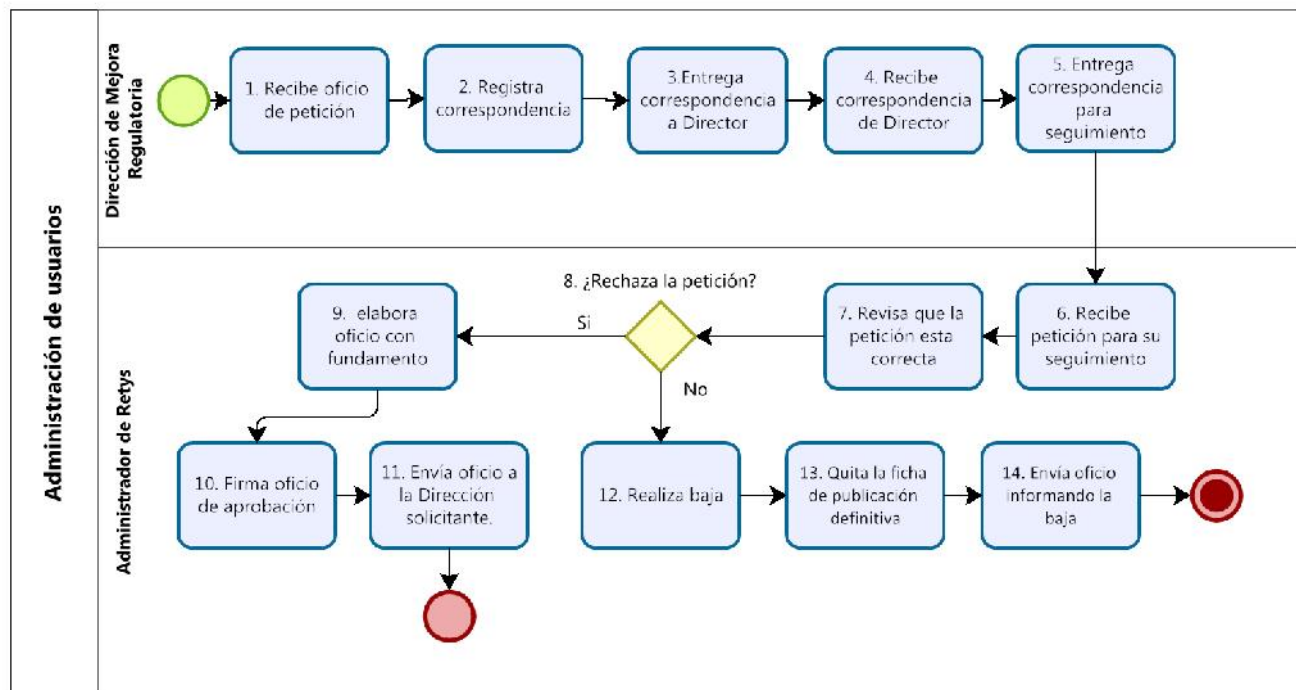 Administración de usuarios
Dirección de Mejora
Regulatoria
1. Recibe oficio
de petición
2. Registra
correspondencia
3.Entrega
correspondencia
a Director
4. Recibe
correspondencia
de Director
5. Entrega
correspondencia
para
seguimiento
Administrador de Retys
6. Recibe
petición para su
seguimiento
7. Revisa que la
petición esta
correcta
8. ¿Rechaza la petición?
Si
No
9. elabora
oficio con
fundamento
10. Firma oficio
de aprobación
11. Envía oficio a
la Dirección
solicitante.
12. Realiza baja
13. Quita la ficha
de publicación
definitiva
14. Envía oficio
informando la
baja